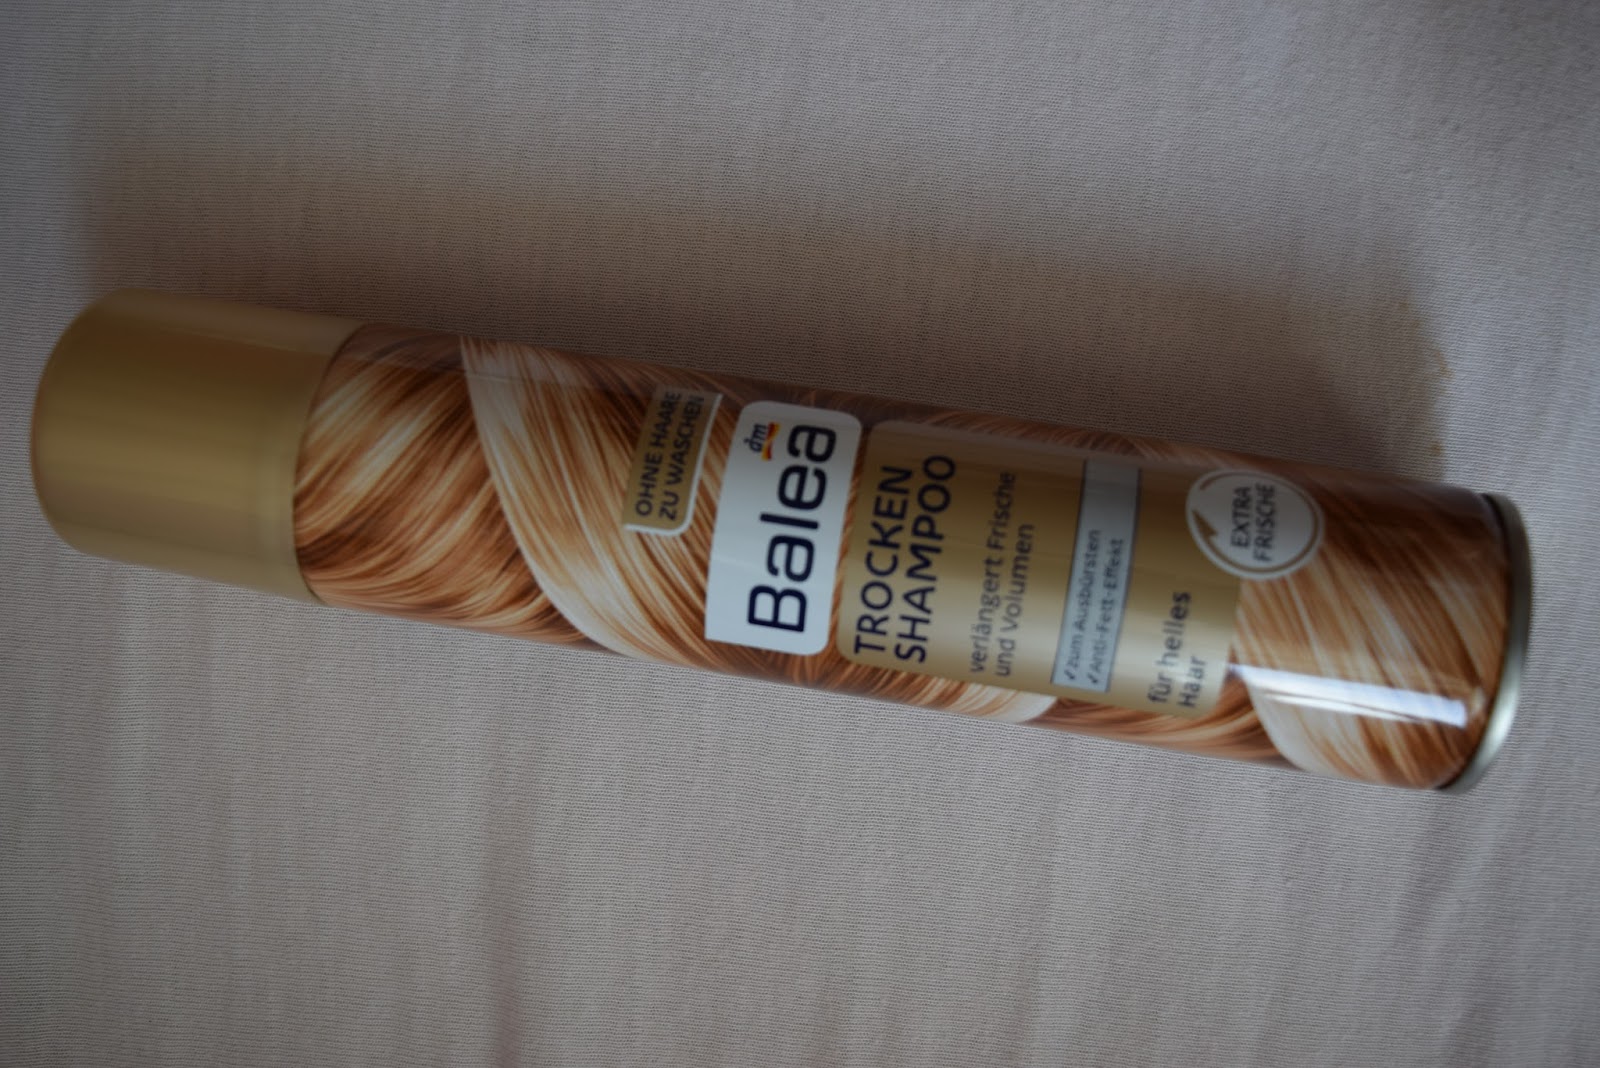 OHNE HAARE
ZU WASCHEN
dm
Balea
TROCKEN
SHAMPOO
verlängert Frische
und Volumen
✓zum Ausbürsten
✓Anti-Fett-Effekt
für helles
Haar
EXTRA
FRISCHE